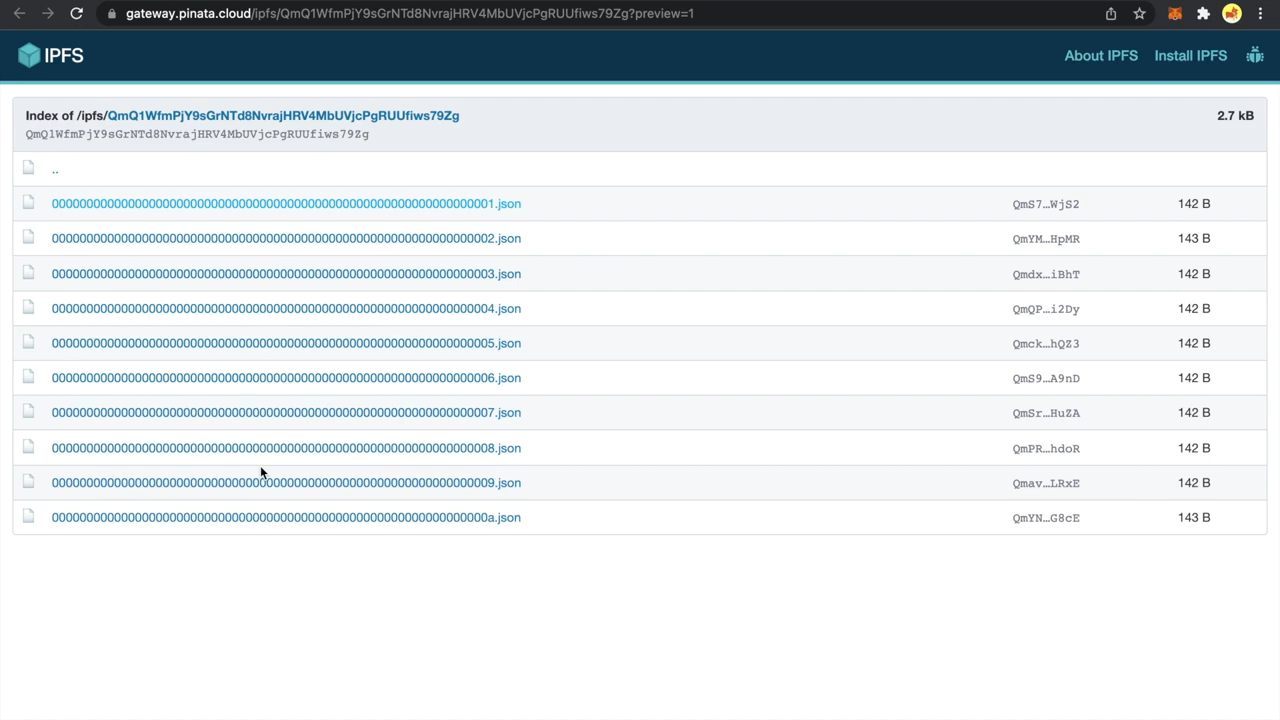 gateway.pinata.cloud/ipfs/QmQ1WfmPjY9sGrNTd8NvrajHRV4MbUVjcPgRUUfiws79Zg?preview=1
IPFS
About IPFS Install IPFS
Index of /ipfs/QmQ1WfmPjY9sGrNTd8NvrajHRV4MbUVjcPgRUUfiws79Zg 2.7 kB
QmQ1WfmPjY9sGrNTd8NvrajHRV4MbUVjcPgRUUfiws79Zg
..
0000000000000000000000000000000000000000000000000000000000000001.json QmS7…WjS2 142 B
0000000000000000000000000000000000000000000000000000000000000002.json QmYM…HpMR 143 B
0000000000000000000000000000000000000000000000000000000000000003.json Qmdx…iBhT 142 B
0000000000000000000000000000000000000000000000000000000000000004.json QmQP…i2Dy 142 B
0000000000000000000000000000000000000000000000000000000000000005.json Qmck…hQZ3 142 B
0000000000000000000000000000000000000000000000000000000000000006.json QmS9…A9nD 142 B
0000000000000000000000000000000000000000000000000000000000000007.json QmSr…HuZA 142 B
0000000000000000000000000000000000000000000000000000000000000008.json QmPR…hdoR 142 B
0000000000000000000000000000000000000000000000000000000000000009.json Qmav…LRxE 142 B
000000000000000000000000000000000000000000000000000000000000000a.json QmYN…G8cE 143 B